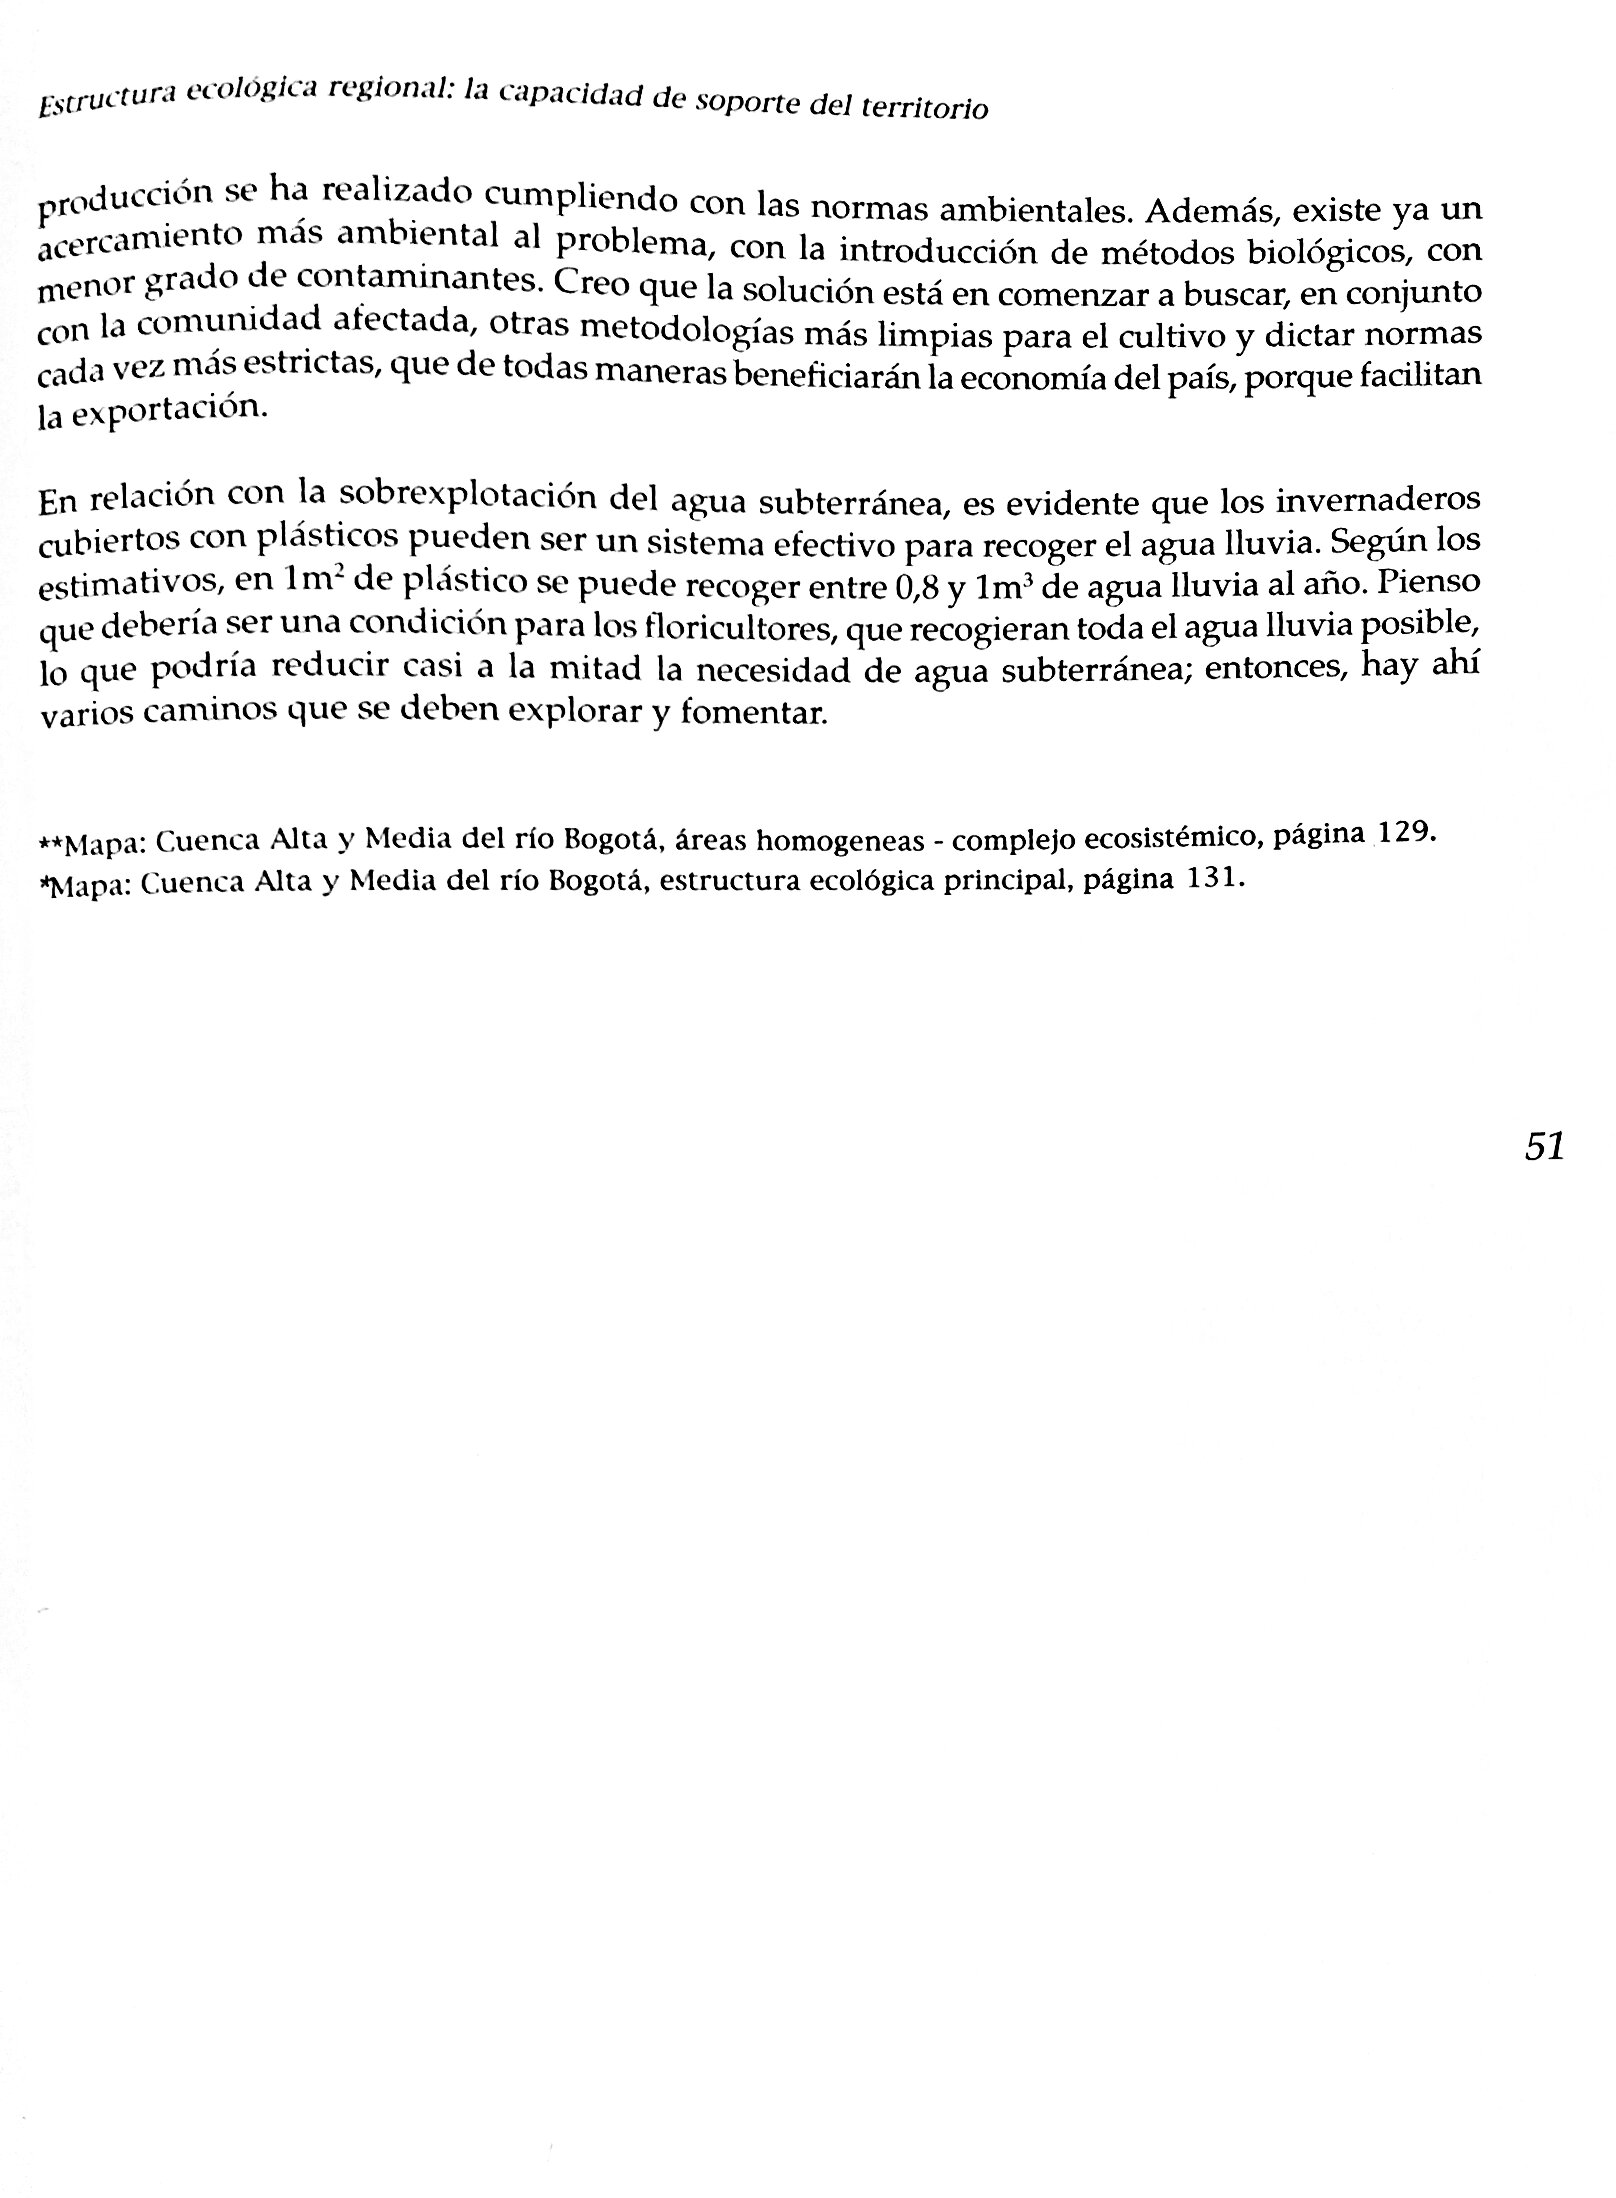 Estructura ecológica regional: la capacidad de soporte del territorio
producción se ha realizado cumpliendo con las normas ambientales. Además, existe ya un
acercamiento más ambiental al problema, con la introducción de métodos biológicos, con
menor grado de contaminantes. Creo que la solución está en comenzar a buscar, en conjunto
con la comunidad afectada, otras metodologías más limpias para el cultivo y dictar normas
cada vez más estrictas, que de todas maneras beneficiarán la economía del país, porque facilitan
la exportación.
En relación con la sobrexplotación del agua subterránea, es evidente que los invernaderos
cubiertos con plásticos pueden ser un sistema efectivo para recoger el agua lluvia. Según los
estimativos, en 1m² de plástico se puede recoger entre 0,8 y 1m³ de agua lluvia al año. Pienso
que debería ser una condición para los floricultores, que recogieran toda el agua lluvia posible,
lo que podría reducir casi a la mitad la necesidad de agua subterránea; entonces, hay ahí
varios caminos que se deben explorar y fomentar.
**Mapa: Cuenca Alta y Media del río Bogotá, áreas homogeneas - complejo ecosistémico, página 129.
*Mapa: Cuenca Alta y Media del río Bogotá, estructura ecológica principal, página 131.
51